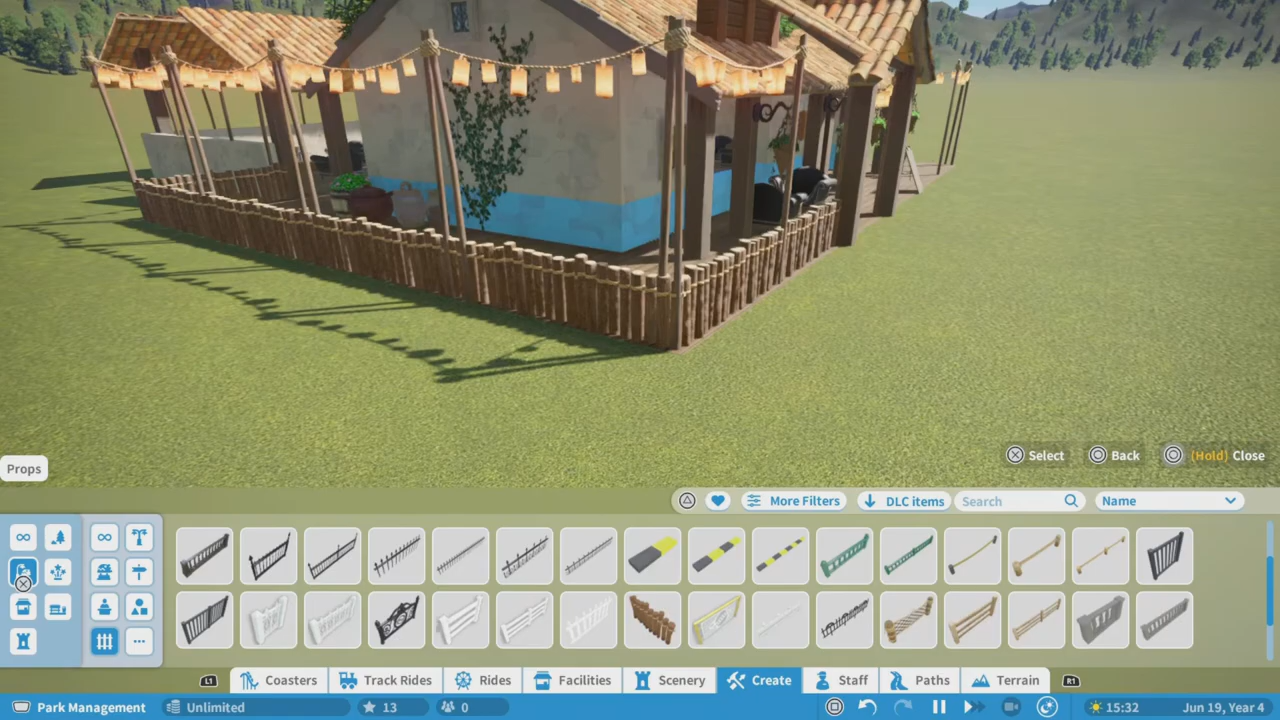 Select
Back
(Hold) Close
Props
More Filters
DLC items
Search
Name
L1
Coasters
Track Rides
Rides
Facilities
Scenery
Create
Staff
Paths
Terrain
R1
Park Management
Unlimited
13
0
15:32
Jun 19, Year 4